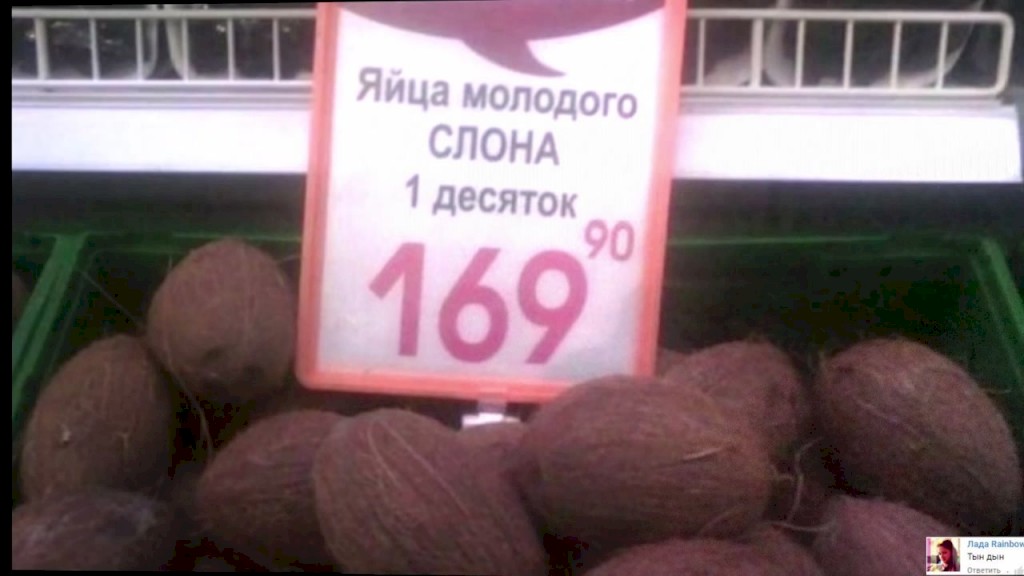 Яйца молодого
СЛОНА
1 десяток
169 90
Лада Rainbow
Тын дын
Ответить